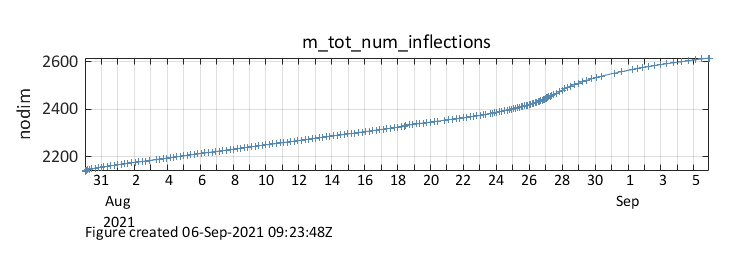 m_tot_num_inflections
nodim
2600
2400
2200
31 2 4 6 8 10 12 14 16 18 20 22 24 26 28 30 1 3 5
Aug Sep
2021
Figure created 06-Sep-2021 09:23:48Z